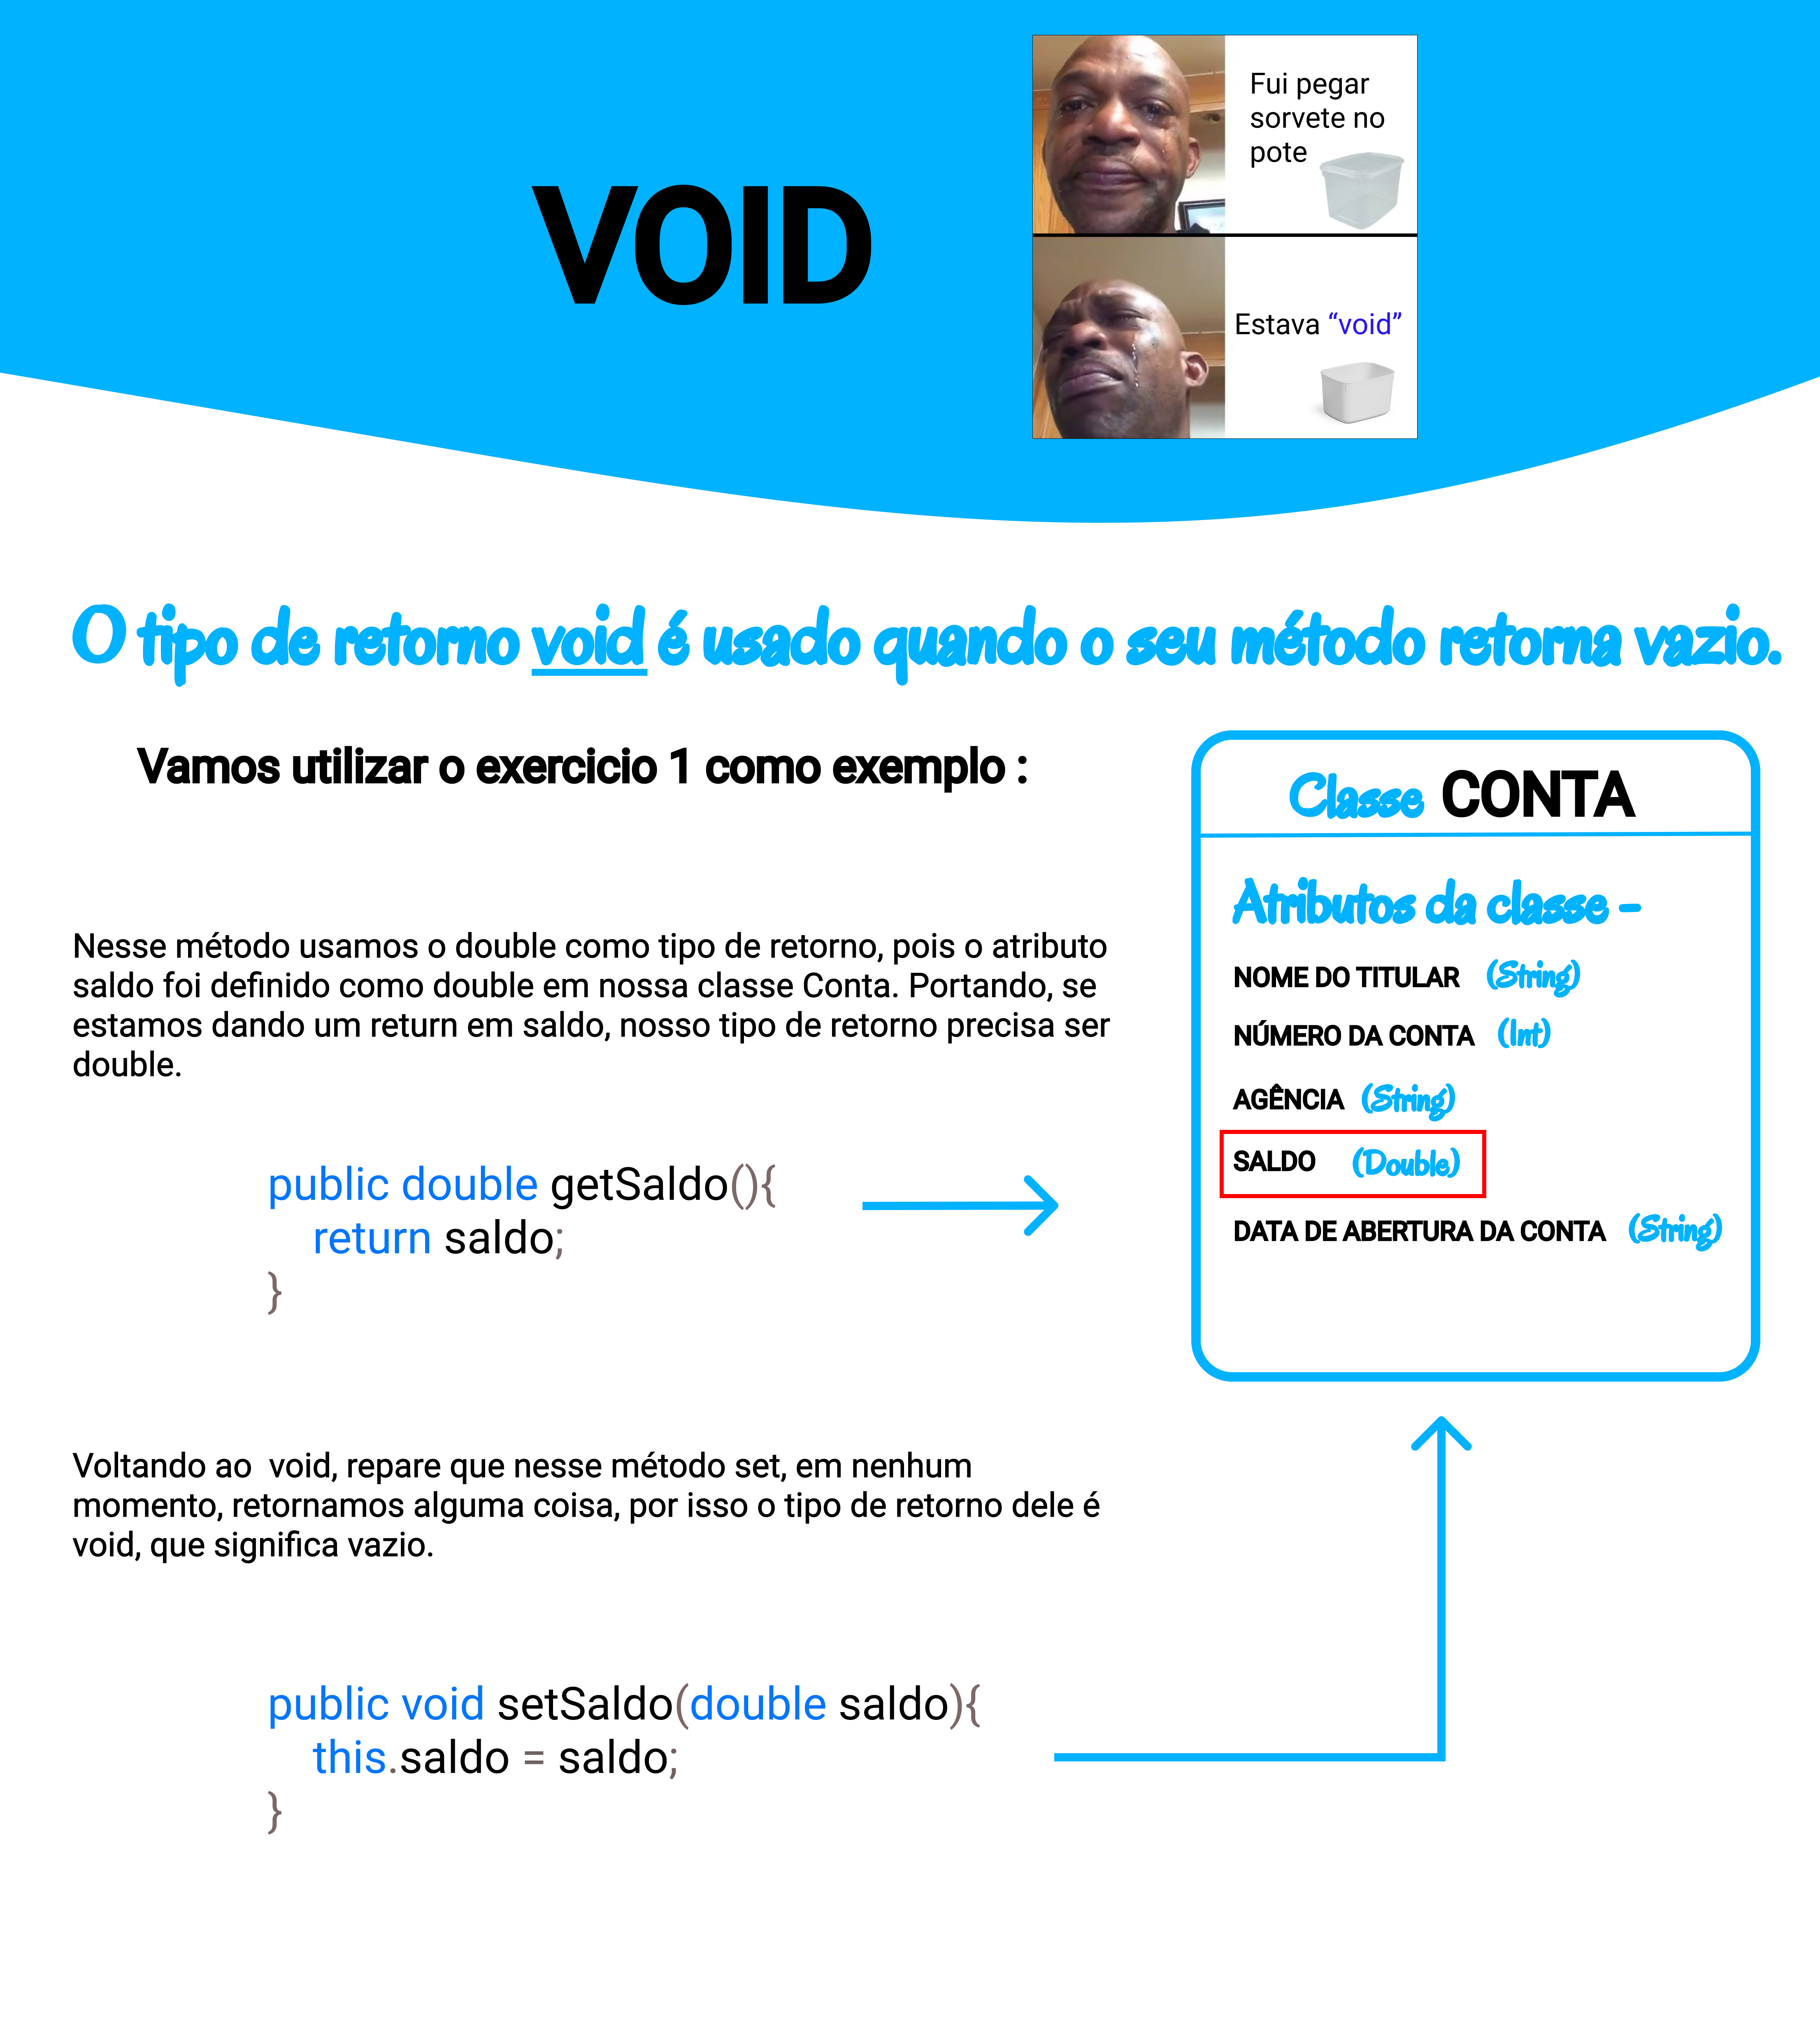 VOID
Fui pegar
sorvete no
pote
Estava “void”
O tipo de retorno void é usado quando o seu método retorna vazio.
Vamos utilizar o exercicio 1 como exemplo :
Nesse método usamos o double como tipo de retorno, pois o atributo
saldo foi definido como double em nossa classe Conta. Portando, se
estamos dando um return em saldo, nosso tipo de retorno precisa ser
double.
public double getSaldo(){
return saldo;
}
Classe CONTA
Atributos da classe -
NOME DO TITULAR (String)
NÚMERO DA CONTA (Int)
AGÊNCIA (String)
SALDO (Double)
DATA DE ABERTURA DA CONTA (String)
Voltando ao  void, repare que nesse método set, em nenhum
momento, retornamos alguma coisa, por isso o tipo de retorno dele é
void, que significa vazio.
public void setSaldo(double saldo){
this.saldo = saldo;
}